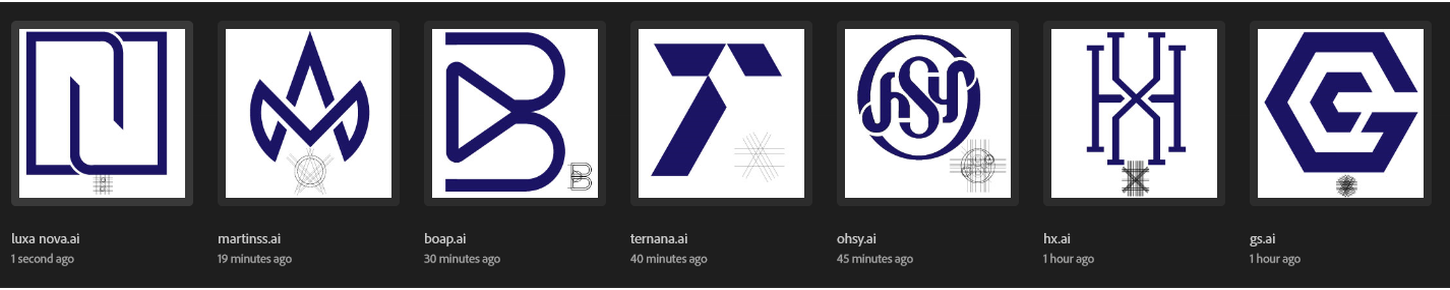 luxa nova.ai
1 second ago
martinss.ai
19 minutes ago
boap.ai
30 minutes ago
ternana.ai
40 minutes ago
ohsy
ohsy.ai
45 minutes ago
hx.ai
1 hour ago
gs.ai
1 hour ago